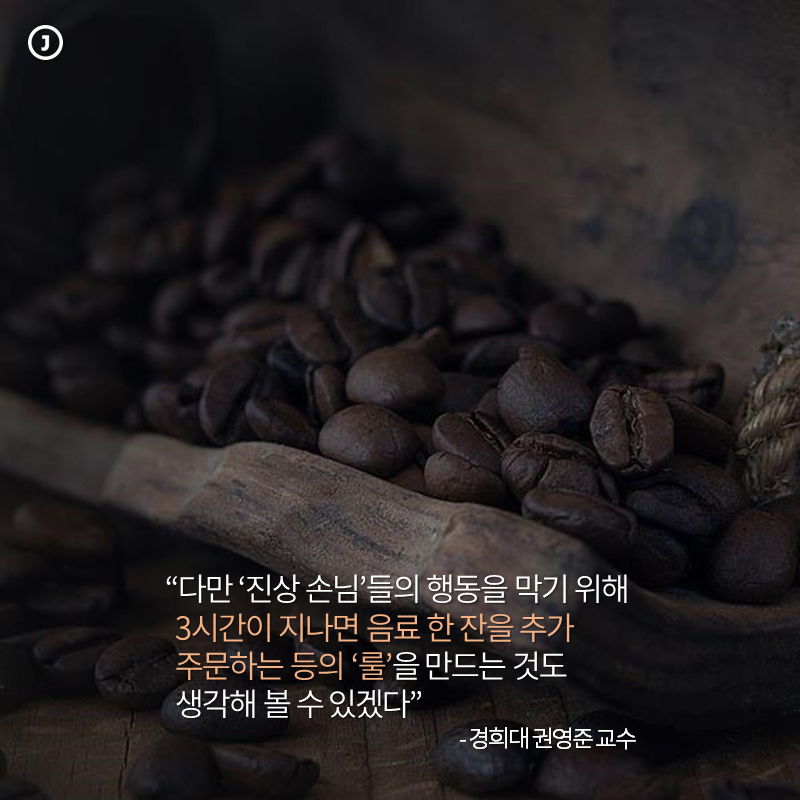 J
“다만 ‘진상 손님’들의 행동을 막기 위해
3시간이 지나면 음료 한 잔을 추가
주문하는 등의 ‘룰’을 만드는 것도
생각해 볼 수 있겠다”
- 경희대 권영준 교수